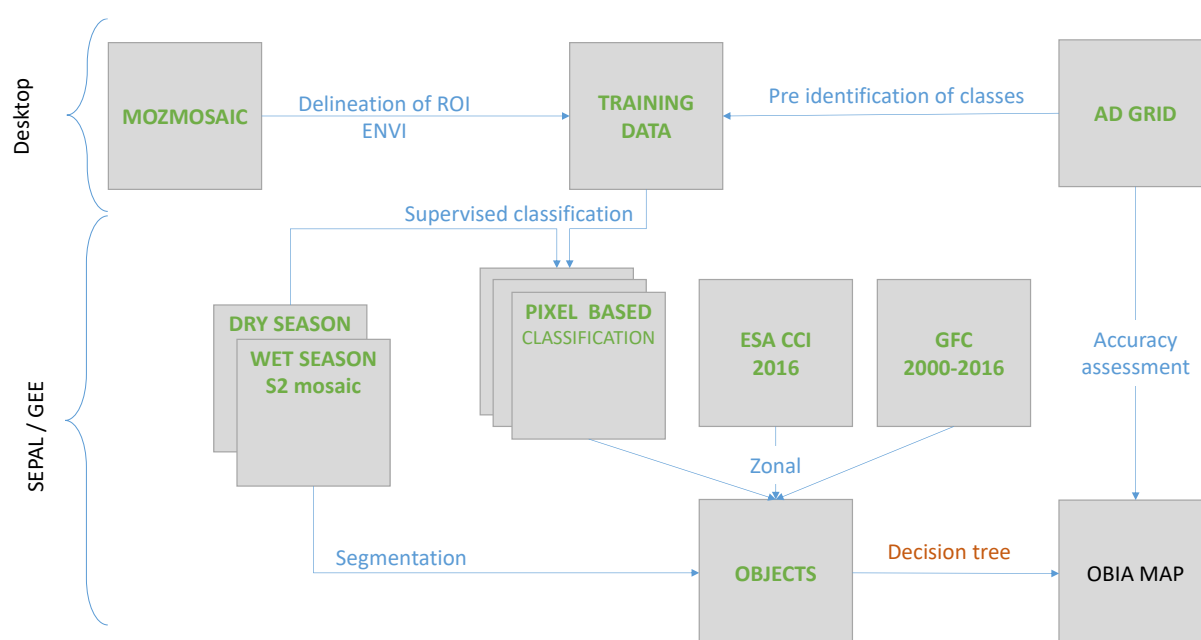 Desktop
MOZMOSAIC
Delineation of ROI
ENVI
TRAINING
DATA
Pre identification of classes
AD GRID
SEPAL / GEE
Supervised classification
DRY SEASON
WET SEASON
S2 mosaic
PIXEL BASED
CLASSIFICATION
ESA CCI
2016
GFC
2000-2016
Accuracy
assessment
Zonal
Segmentation
OBJECTS
Decision tree
OBIA MAP